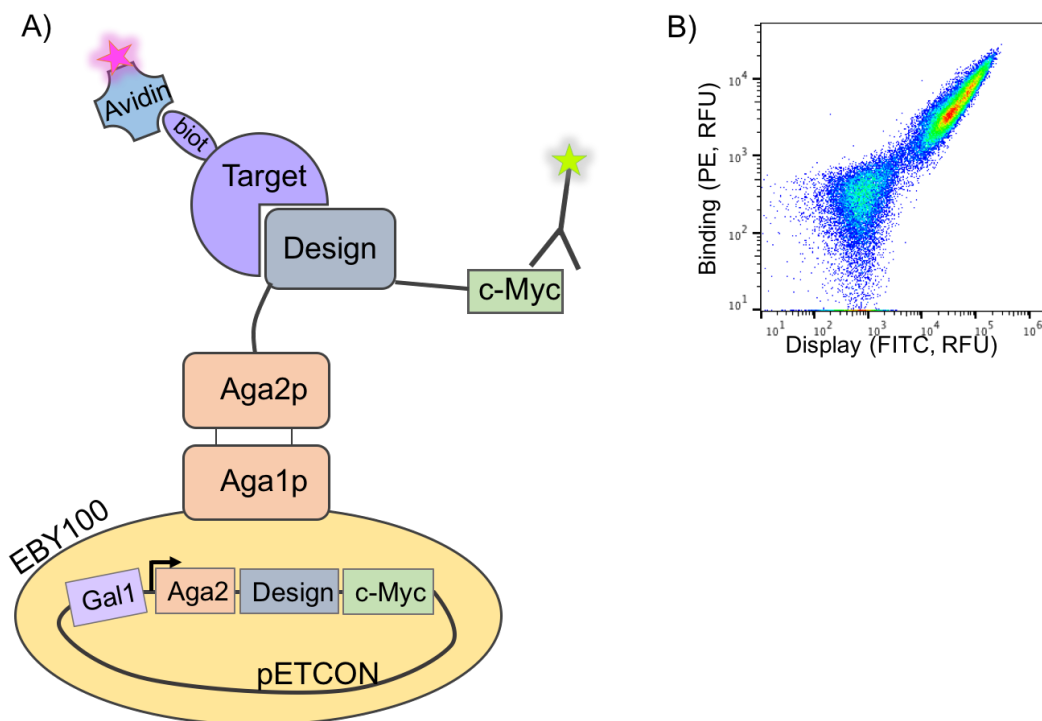 A)
Avidin
biot
Target
Design
c-Myc
Aga2p
Aga1p
EBY100
Gal1
Aga2
Design
c-Myc
pETCON
B)
Binding (PE, RFU)
10⁴
10³
10²
10¹
10¹ 10² 10³ 10⁴ 10⁵ 10⁶
Display (FITC, RFU)